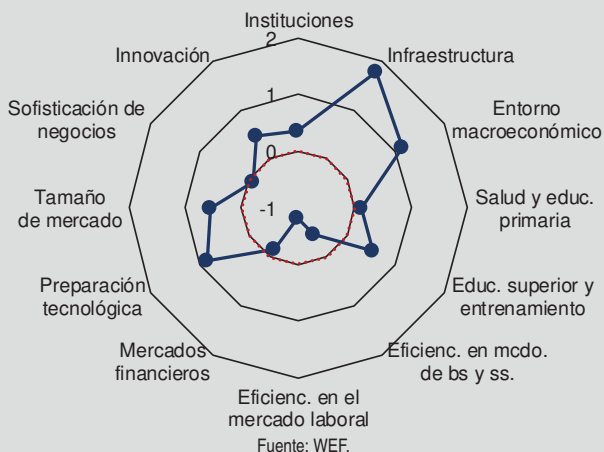 Instituciones
2
Innovación
Infraestructura
1
Sofisticación de
negocios
Entorno
macroeconómico
0
Tamaño
de mercado
-1
Salud y educ.
primaria
Preparación
tecnológica
Educ. superior y
entrenamiento
Mercados
financieros
Eficienc. en mcdo.
de bs y ss.
Eficienc. en el
mercado laboral
Fuente: WEF.